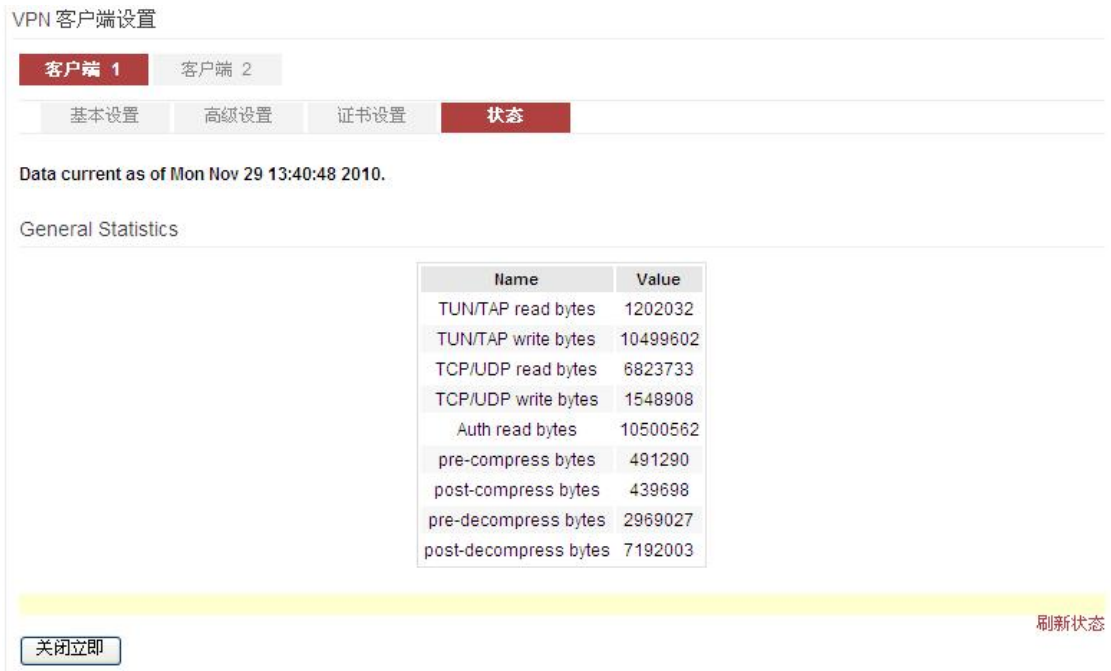 VPN 客户端设置
客户端 1 客户端 2
基本设置 高级设置 证书设置 状态
Data current as of Mon Nov 29 13:40:48 2010.
General Statistics
Name Value
TUN/TAP read bytes 1202032
TUN/TAP write bytes 10499602
TCP/UDP read bytes 6823733
TCP/UDP write bytes 1548908
Auth read bytes 10500562
pre-compress bytes 491290
post-compress bytes 439698
pre-decompress bytes 2969027
post-decompress bytes 7192003
刷新状态
关闭立即